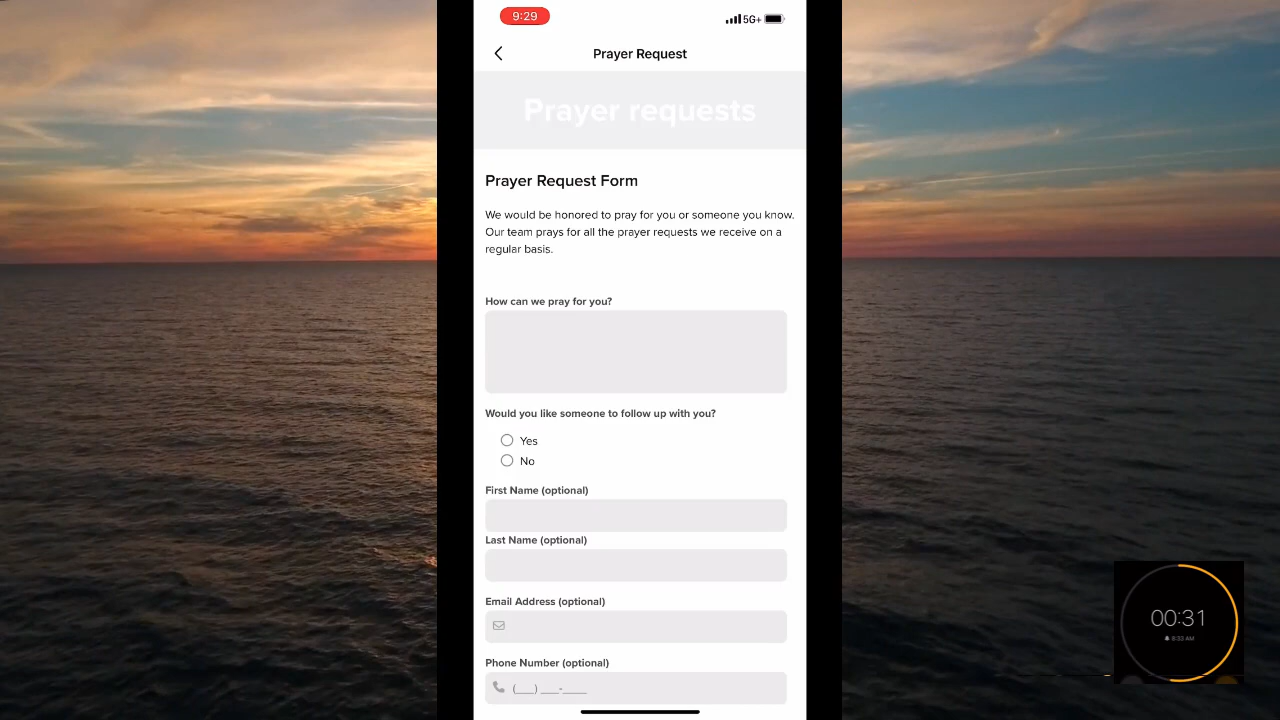 9:29
5G+
Prayer Request
Prayer requests
Prayer Request Form
We would be honored to pray for you or someone you know.
Our team prays for all the prayer requests we receive on a
regular basis.
How can we pray for you?
Would you like someone to follow up with you?
Yes
No
First Name (optional)
Last Name (optional)
Email Address (optional)
Phone Number (optional)
(___) ___-____
00:31
9:33 AM